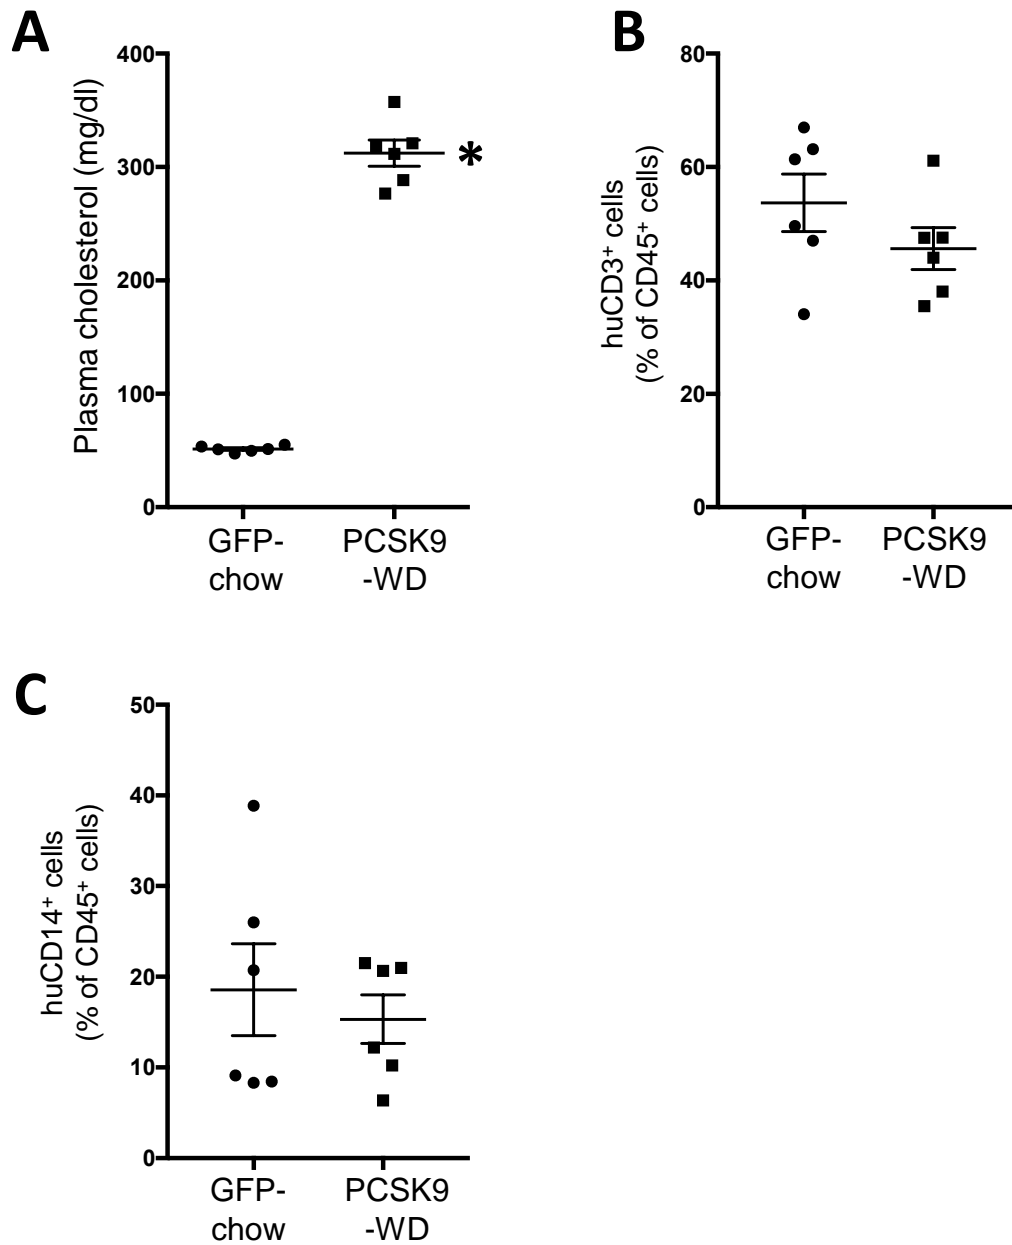 A
Plasma cholesterol (mg/dl)
400
300
200
100
0
*
GFP-
chow
PCSK9
-WD
B
huCD3⁺ cells
(% of CD45⁺ cells)
80
60
40
20
0
GFP-
chow
PCSK9
-WD
C
huCD14⁺ cells
(% of CD45⁺ cells)
50
40
30
20
10
0
GFP-
chow
PCSK9
-WD